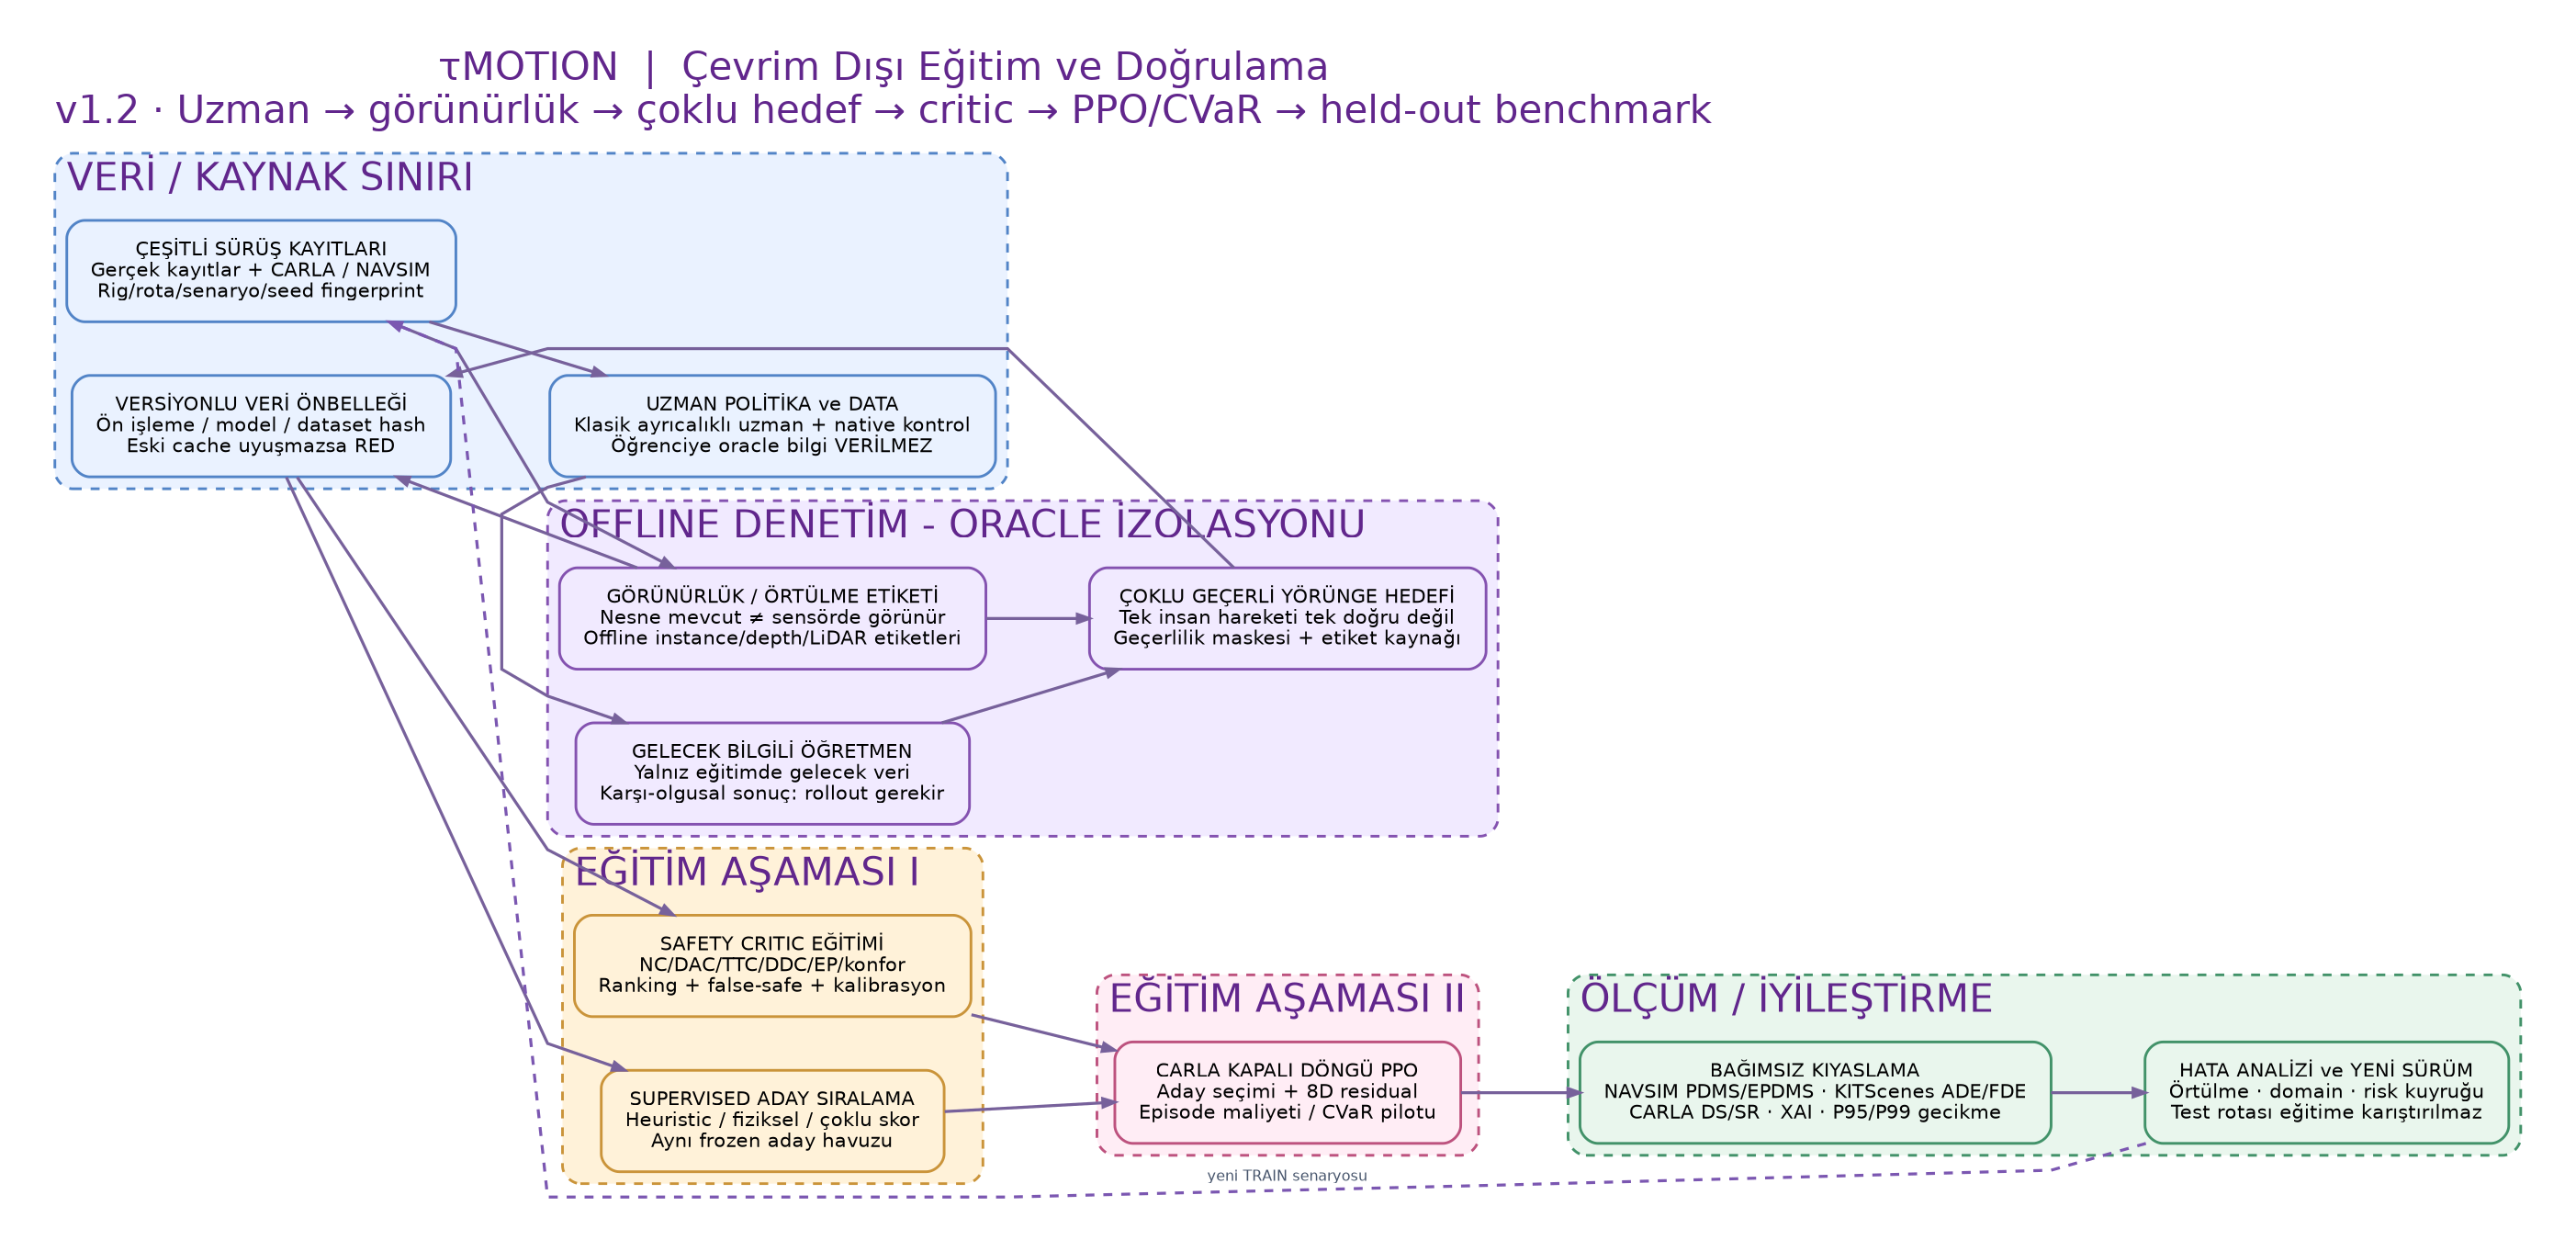 τMOTION | Çevrim Dışı Eğitim ve Doğrulama
v1.2 · Uzman → görünürlük → çoklu hedef → critic → PPO/CVaR → held-out benchmark
VERİ / KAYNAK SINIRI
ÇEŞİTLİ SÜRÜŞ KAYITLARI
Gerçek kayıtlar + CARLA / NAVSIM
Rig/rota/senaryo/seed fingerprint
VERSİYONLU VERİ ÖNBELLEĞİ
Ön işleme / model / dataset hash
Eski cache uyuşmazsa RED
UZMAN POLİTİKA ve DATA
Klasik ayrıcalıklı uzman + native kontrol
Öğrenciye oracle bilgi VERİLMEZ
OFFLINE DENETİM - ORACLE İZOLASYONU
GÖRÜNÜRLÜK / ÖRTÜLME ETİKETİ
Nesne mevcut ≠ sensörde görünür
Offline instance/depth/LiDAR etiketleri
ÇOKLU GEÇERLİ YÖRÜNGE HEDEFİ
Tek insan hareketi tek doğru değil
Geçerlilik maskesi + etiket kaynağı
GELECEK BİLGİLİ ÖĞRETMEN
Yalnız eğitimde gelecek veri
Karşı-olgusal sonuç: rollout gerekir
EĞİTİM AŞAMASI I
SAFETY CRITIC EĞİTİMİ
NC/DAC/TTC/DDC/EP/konfor
Ranking + false-safe + kalibrasyon
SUPERVISED ADAY SIRALAMA
Heuristic / fiziksel / çoklu skor
Aynı frozen aday havuzu
EĞİTİM AŞAMASI II
CARLA KAPALI DÖNGÜ PPO
Aday seçimi + 8D residual
Episode maliyeti / CVaR pilotu
ÖLÇÜM / İYİLEŞTİRME
BAĞIMSIZ KIYASLAMA
NAVSIM PDMS/EPDMS · KITScenes ADE/FDE
CARLA DS/SR · XAI · P95/P99 gecikme
HATA ANALİZİ ve YENİ SÜRÜM
Örtülme · domain · risk kuyruğu
Test rotası eğitime karıştırılmaz
yeni TRAIN senaryosu